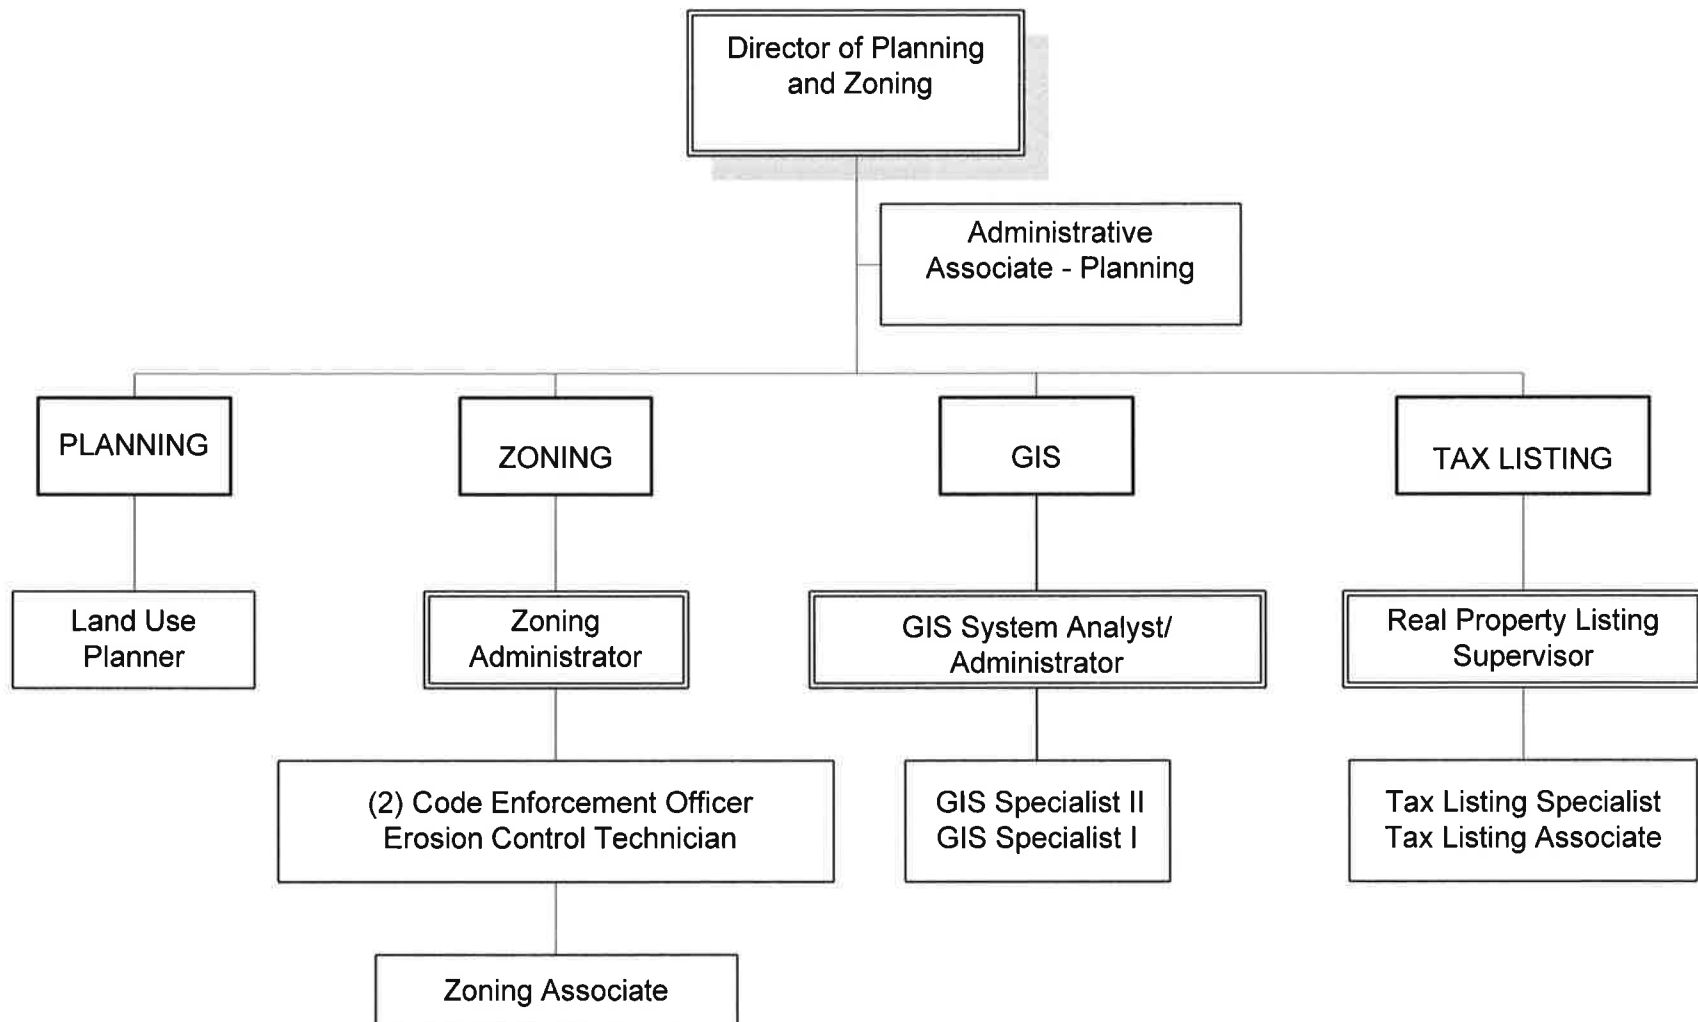 Director of Planning
and Zoning
Administrative
Associate - Planning
PLANNING
ZONING
GIS
TAX LISTING
Land Use
Planner
Zoning
Administrator
GIS System Analyst/
Administrator
Real Property Listing
Supervisor
(2) Code Enforcement Officer
Erosion Control Technician
GIS Specialist II
GIS Specialist I
Tax Listing Specialist
Tax Listing Associate
Zoning Associate